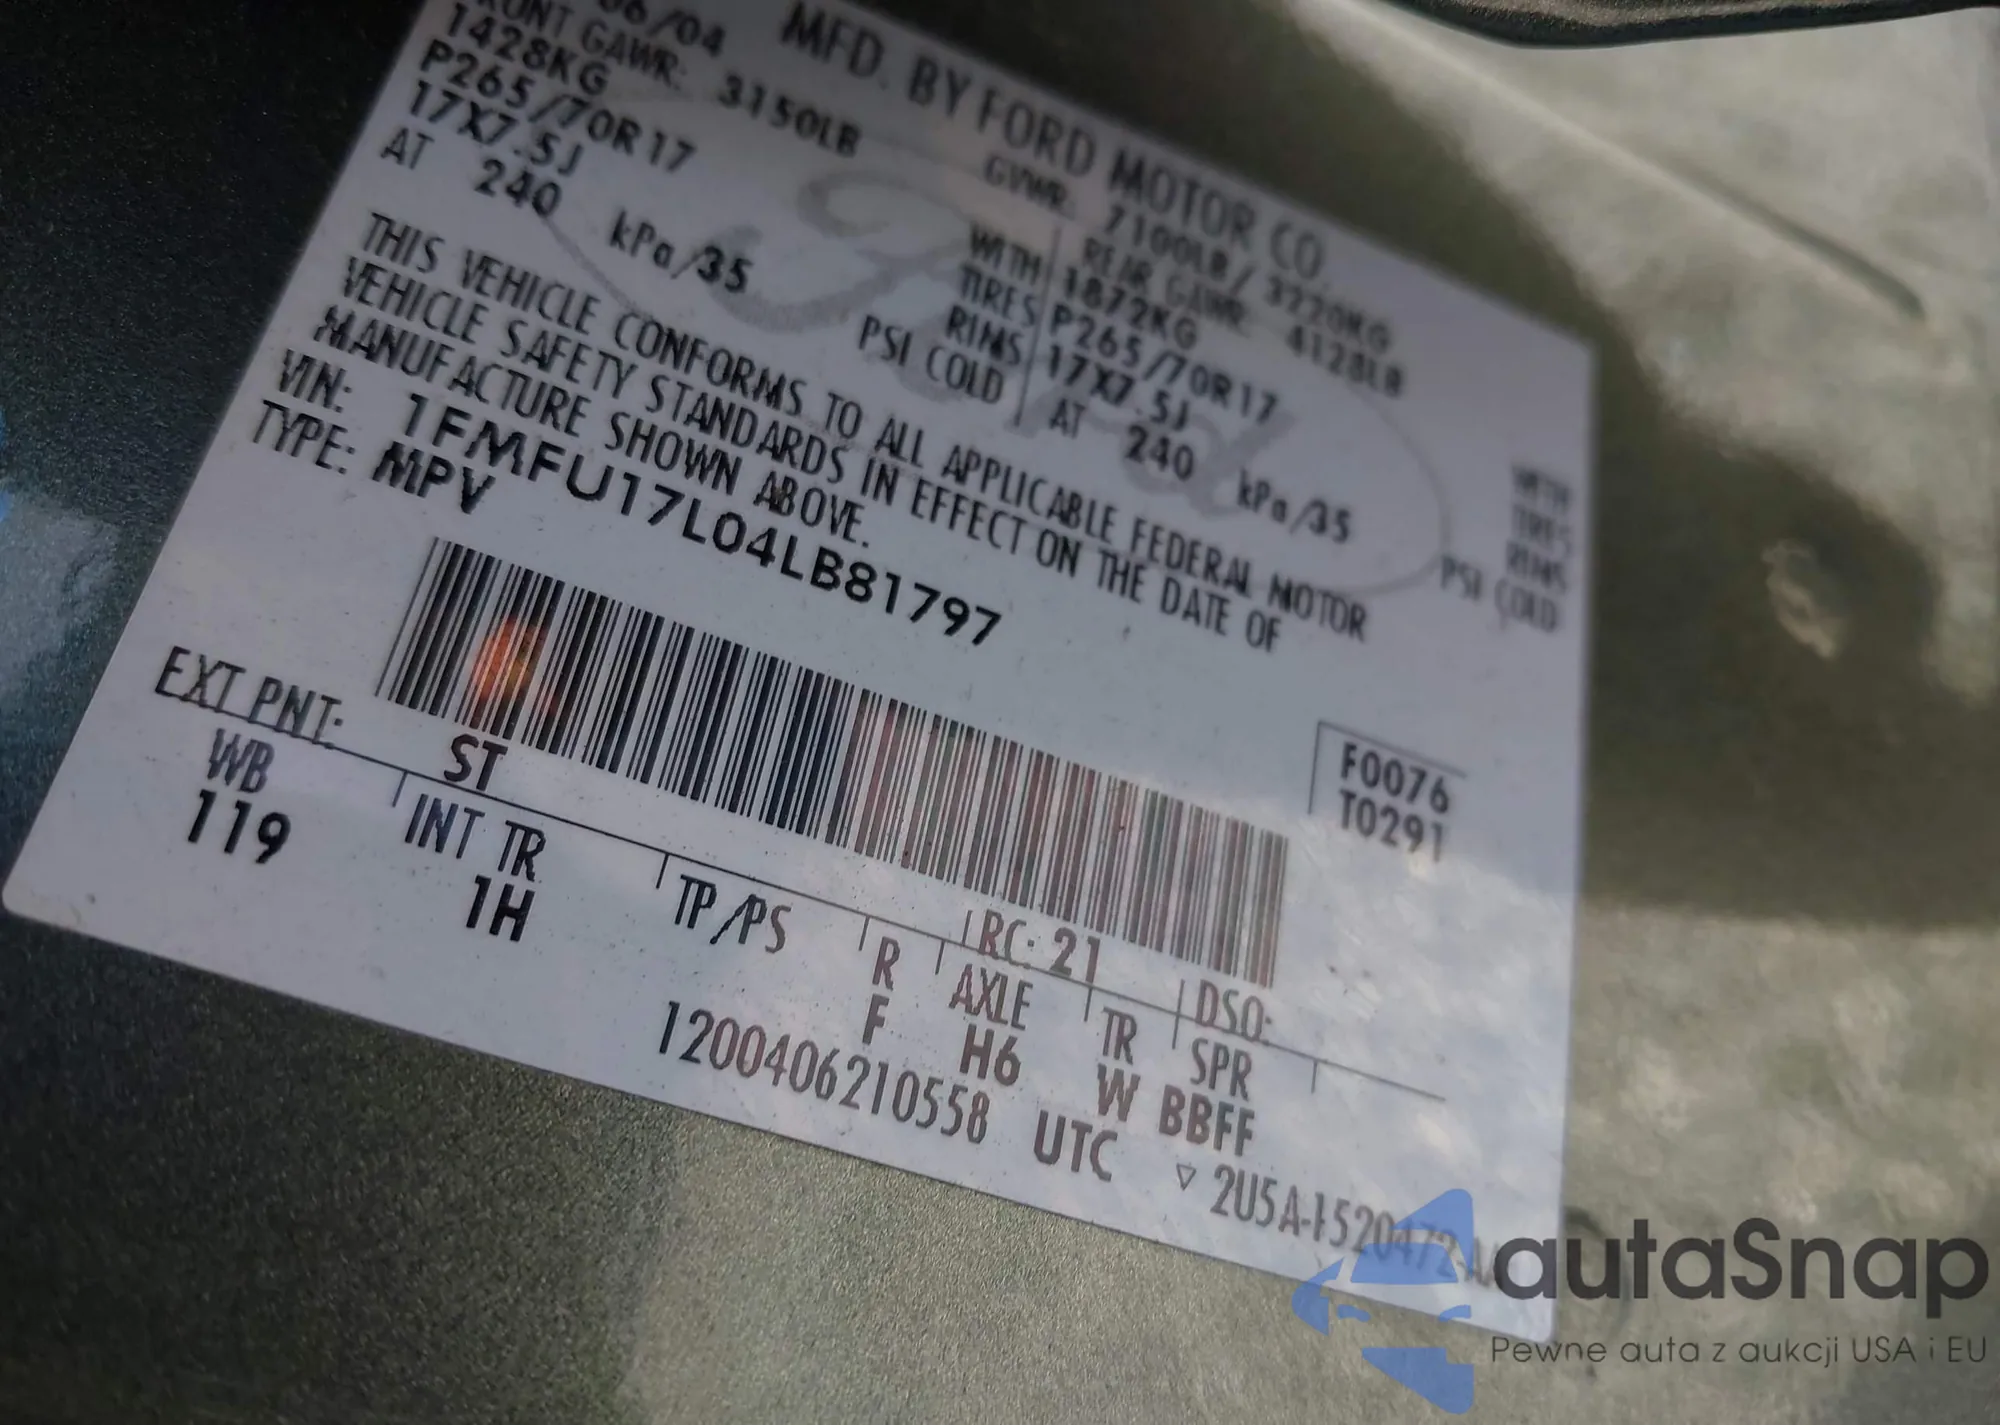 MFD. BY FORD MOTOR CO.
06/04
GVWR: 7100LB/ 3220KG
FRONT GAWR: 3150LB
REAR GAWR: 4128LB
1428KG
WITH
1872KG
WITH
P265/70R17
TIRES
P265/70R17
TIRES
17X7.5J
RIMS
17X7.5J
RIMS
AT 240 kPa/35 PSI COLD
AT 240 kPa/35 PSI COLD
THIS VEHICLE CONFORMS TO ALL APPLICABLE FEDERAL MOTOR
VEHICLE SAFETY STANDARDS IN EFFECT ON THE DATE OF
MANUFACTURE SHOWN ABOVE.
VIN: 1FMFU17L04LB81797
TYPE: MPV
F0076
T0291
EXT PNT: ST
RC: 21
DSO:
WB
INT TR
TP/PS
R
AXLE
TR
SPR
119
1H
F
H6
W
BBFF
1200406210558 UTC
▽ 2U5A-1520472-AA
Ford
autaSnap
Pewne auta z aukcji USA i EU